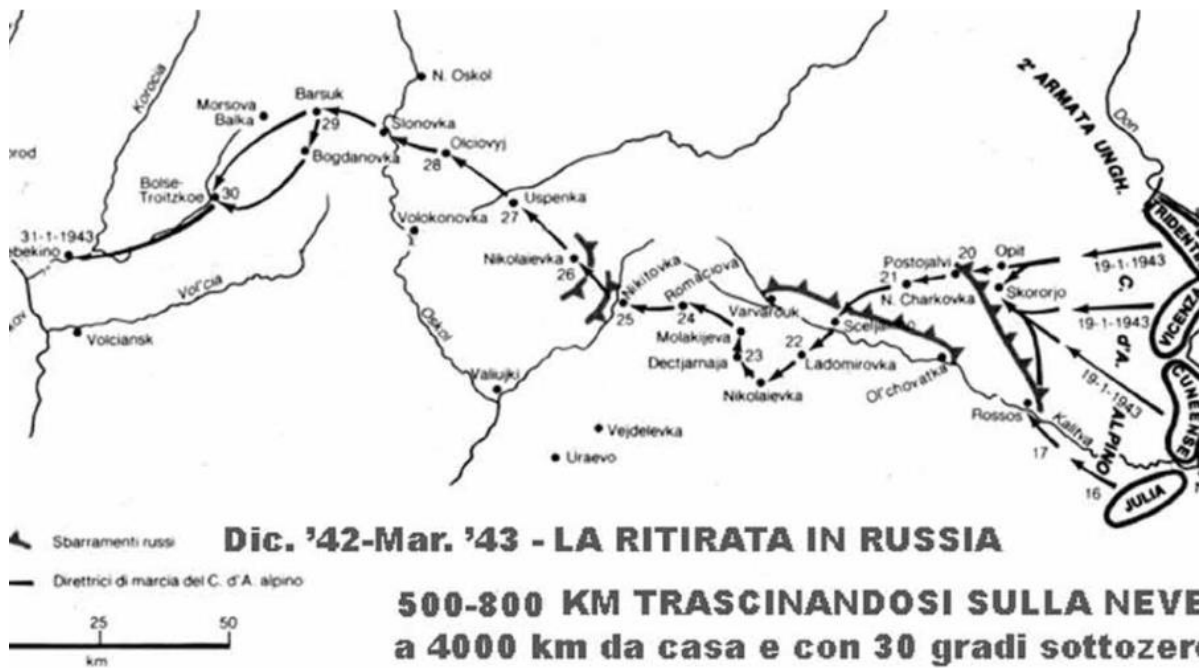 N. Oskol
Korocia
Morsova
Balka
Barsuk
29
Slonovka
Olciovyj
28
Bogdanovka
orod
Bolse-
Troitzkoe
30
31-1-1943
ebekino
Vol'cia
Volciansk
kov
Oskol
Volokonovka
Uspenka
27
Nikolaievka
26
Nikitovka
25
Romaciova
24
Varvarouk
Molakijeva
Dectjarnaja
23
Nikolaievka
Valiujki
Vejdelevka
Uraevo
22
Ladomirovka
Postojalvi
20
Opit
21
N. Charkovka
Skororjo
Ol'chovatka
Rossos
Kalitva
17
16
2ª ARMATA UNGH.
Don
19-1-1943
19-1-1943
19-1-1943
C. d'A. ALPINO
VICENZA
CUNEENSE
JULIA
Sbarramenti russi
Direttrici di marcia del C. d'A. alpino
25 50
km
Dic. '42-Mar. '43 - LA RITIRATA IN RUSSIA
500-800 KM TRASCINANDOSI SULLA NEVE
a 4000 km da casa e con 30 gradi sottozero